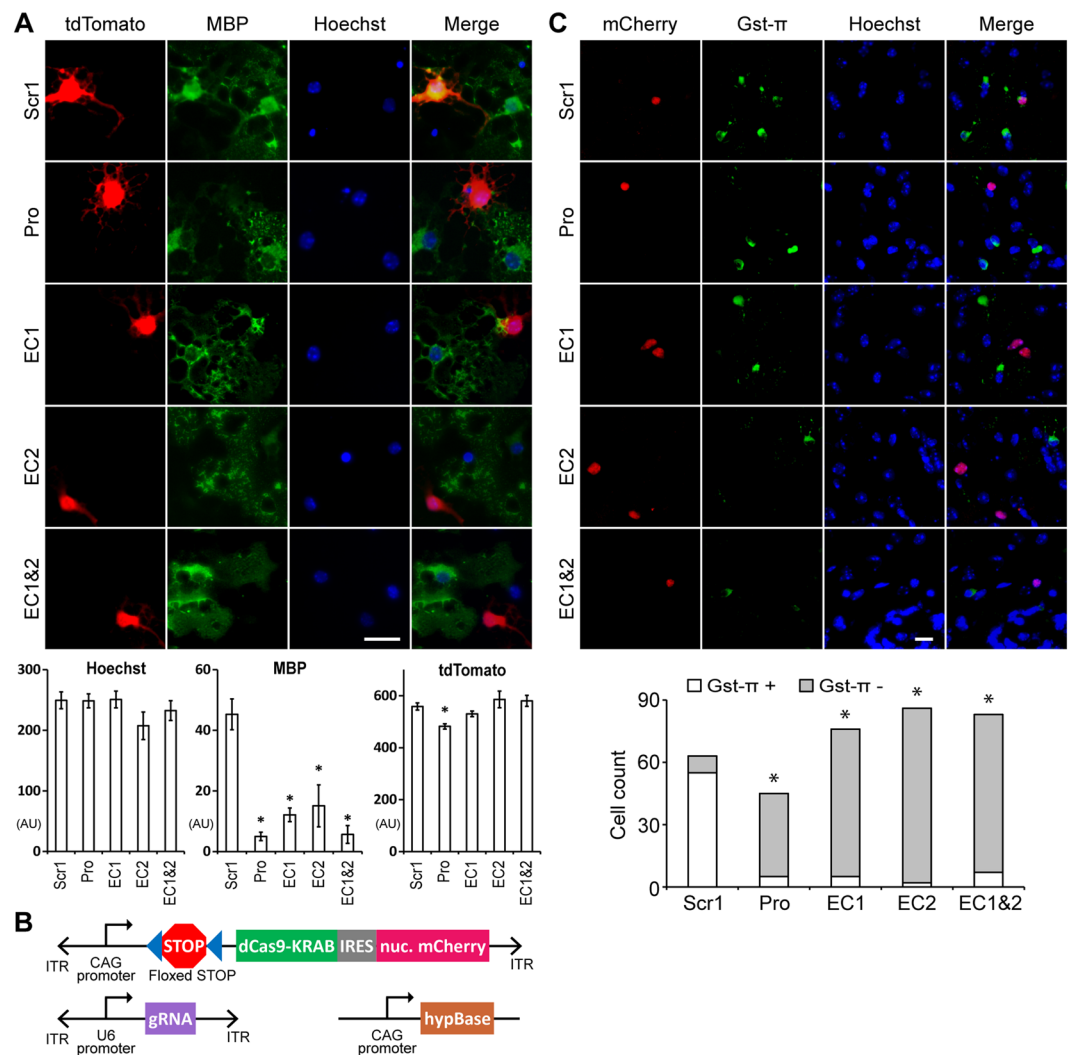 A tdTomato MBP Hoechst Merge
Scr1
Pro
EC1
EC2
EC1&2
Hoechst
300
200
100
0
(AU)
Scr1 Pro EC1 EC2 EC1&2
MBP
60
40
20
0
(AU)
* * * *
Scr1 Pro EC1 EC2 EC1&2
tdTomato
600
400
200
0
(AU)
*
Scr1 Pro EC1 EC2 EC1&2
B
STOP dCas9-KRAB IRES nuc. mCherry
ITR CAG promoter Floxed STOP ITR
gRNA hypBase
ITR U6 promoter ITR CAG promoter
C mCherry Gst-π Hoechst Merge
Scr1
Pro
EC1
EC2
EC1&2
Gst-π + Gst-π -
Cell count
90
60
30
0
* * * *
Scr1 Pro EC1 EC2 EC1&2